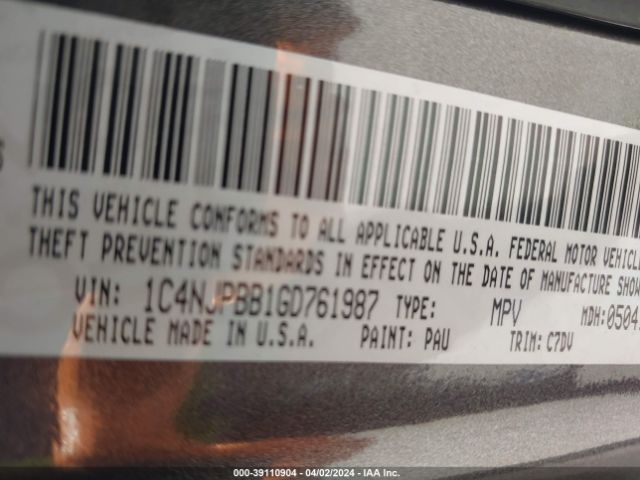 THIS VEHICLE CONFORMS TO ALL APPLICABLE U.S.A. FEDERAL MOTOR VEHICLE
THEFT PREVENTION STANDARDS IN EFFECT ON THE DATE OF MANUFACTURE SHOW
VIN: 1C4NJPBB1GD761987 TYPE: MPV MDH:0504
VEHICLE MADE IN U.S.A. PAINT: PAU TRIM: C7DV
000-39110904 - 04/02/2024 - IAA Inc.